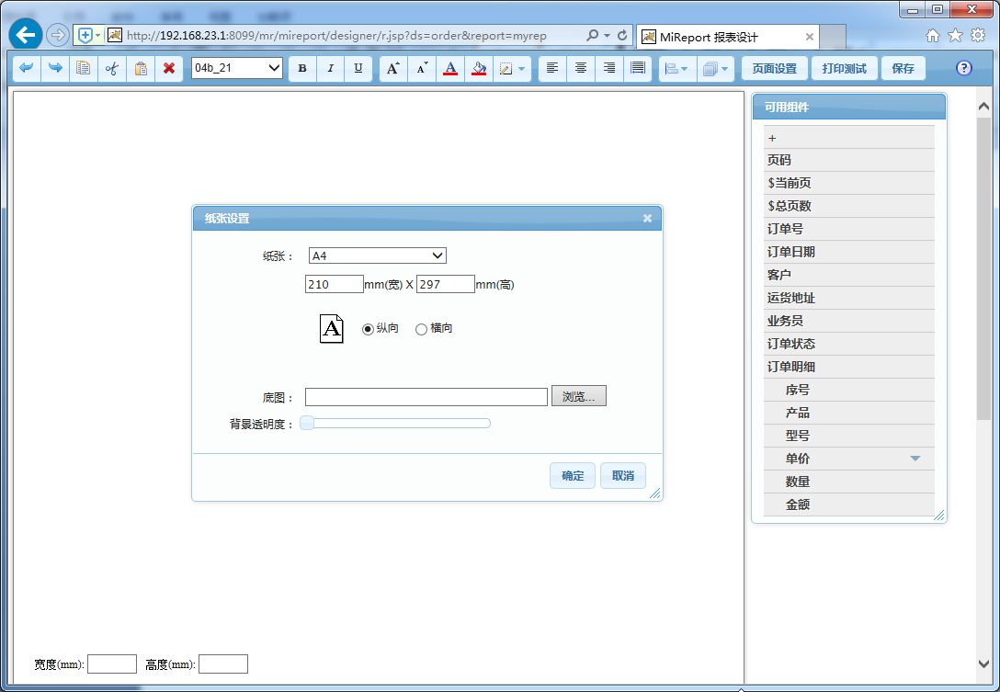 http://192.168.23.1:8099/mr/mireport/designer/r.jsp?ds=order&report=myrep
MiReport 报表设计
04b_21 B I U A A A 页面设置 打印测试 保存 ?
可用组件
+
页码
$当前页
$总页数
订单号
订单日期
客户
运货地址
业务员
订单状态
订单明细
序号
产品
型号
单价
数量
金额
纸张设置
纸张： A4
210 mm(宽) X 297 mm(高)
A 纵向 横向
底图： 浏览...
背景透明度：
确定 取消
宽度(mm): 高度(mm):